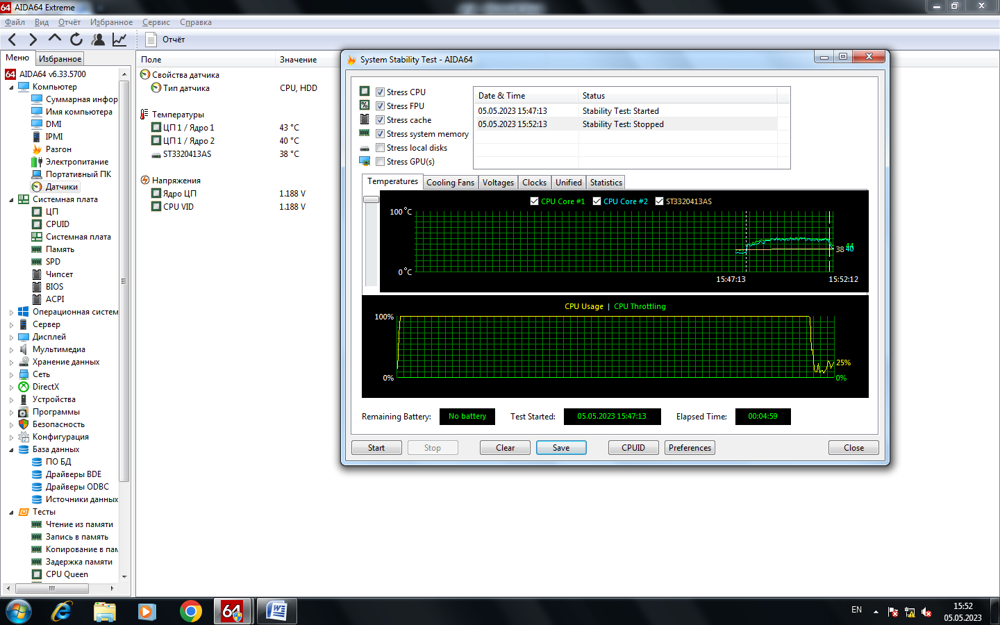 AIDA64 Extreme
Файл Вид Отчёт Избранное Сервис Справка
Отчёт
Меню Избранное
AIDA64 v6.33.5700
Компьютер
Суммарная инфор
Имя компьютера
DMI
IPMI
Разгон
Электропитание
Портативный ПК
Датчики
Системная плата
ЦП
CPUID
Системная плата
Память
SPD
Чипсет
BIOS
ACPI
Операционная систем
Сервер
Дисплей
Мультимедиа
Хранение данных
Сеть
DirectX
Устройства
Программы
Безопасность
Конфигурация
База данных
ПО БД
Драйверы BDE
Драйверы ODBC
Источники данных
Тесты
Чтение из памяти
Запись в память
Копирование в пам
Задержка памяти
CPU Queen
Поле Значение
Свойства датчика
Тип датчика CPU, HDD
Температуры
ЦП 1 / Ядро 1 43 °C
ЦП 1 / Ядро 2 40 °C
ST3320413AS 38 °C
Напряжения
Ядро ЦП 1.188 V
CPU VID 1.188 V
System Stability Test - AIDA64
Stress CPU
Stress FPU
Stress cache
Stress system memory
Stress local disks
Stress GPU(s)
Date & Time Status
05.05.2023 15:47:13 Stability Test: Started
05.05.2023 15:52:13 Stability Test: Stopped
Temperatures Cooling Fans Voltages Clocks Unified Statistics
CPU Core #1 CPU Core #2 ST3320413AS
100 °C
44
38 40
0 °C
15:47:13 15:52:12
CPU Usage | CPU Throttling
100%
25%
0% 0%
Remaining Battery: No battery Test Started: 05.05.2023 15:47:13 Elapsed Time: 00:04:59
Start Stop Clear Save CPUID Preferences Close
EN
15:52
05.05.2023